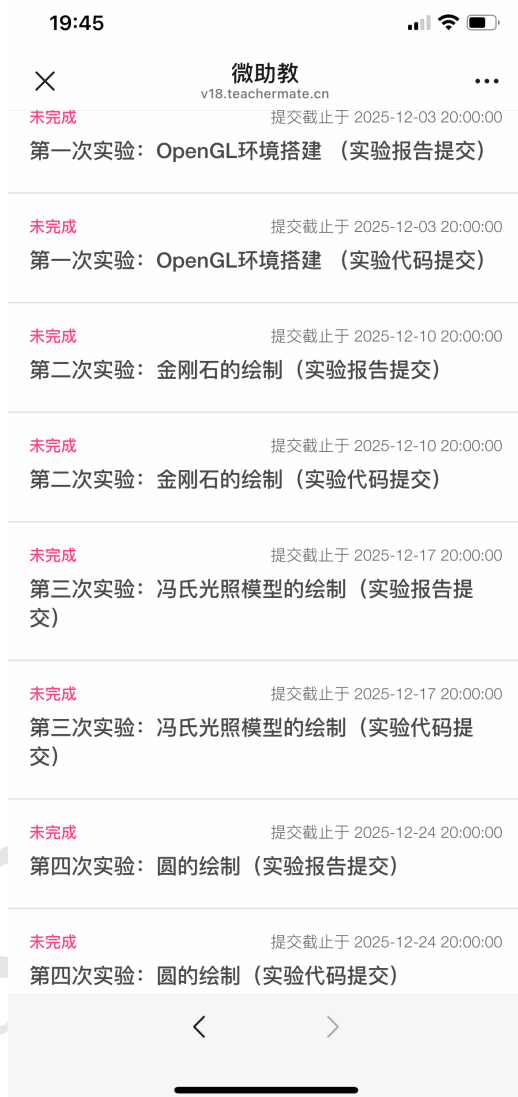 19:45
微助教
v18.teachermate.cn
未完成 提交截止于 2025-12-03 20:00:00
第一次实验：OpenGL环境搭建 （实验报告提交）
未完成 提交截止于 2025-12-03 20:00:00
第一次实验：OpenGL环境搭建 （实验代码提交）
未完成 提交截止于 2025-12-10 20:00:00
第二次实验：金刚石的绘制（实验报告提交）
未完成 提交截止于 2025-12-10 20:00:00
第二次实验：金刚石的绘制（实验代码提交）
未完成 提交截止于 2025-12-17 20:00:00
第三次实验：冯氏光照模型的绘制（实验报告提
交）
未完成 提交截止于 2025-12-17 20:00:00
第三次实验：冯氏光照模型的绘制（实验代码提
交）
未完成 提交截止于 2025-12-24 20:00:00
第四次实验：圆的绘制（实验报告提交）
未完成 提交截止于 2025-12-24 20:00:00
第四次实验：圆的绘制（实验代码提交）